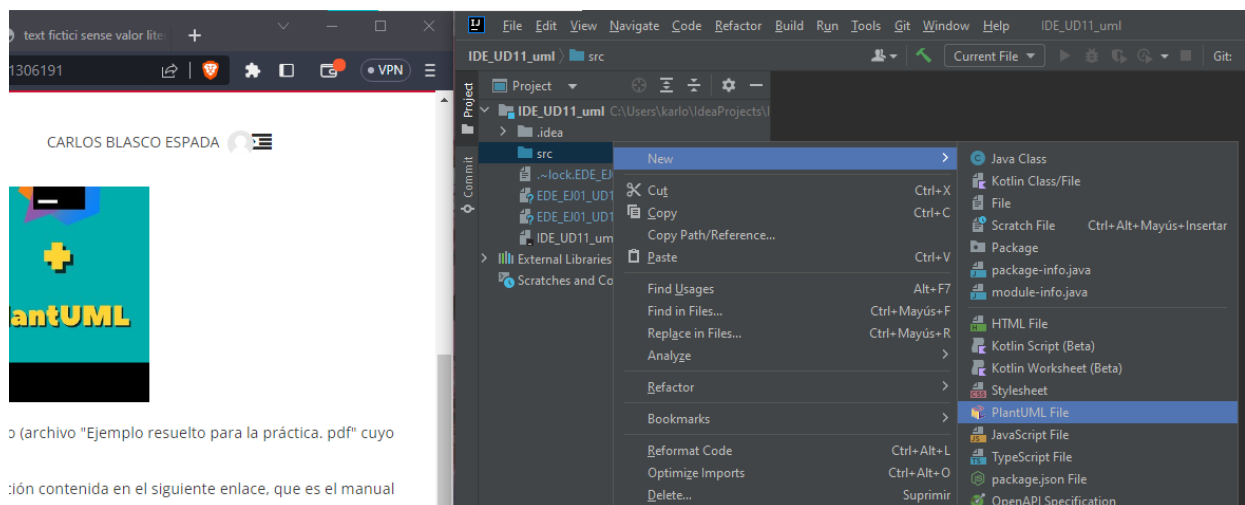 text fictici sense valor lite
1306191
VPN
CARLOS BLASCO ESPADA
antUML
o (archivo "Ejemplo resuelto para la práctica. pdf" cuyo
ción contenida en el siguiente enlace, que es el manual
File Edit View Navigate Code Refactor Build Run Tools Git Window Help IDE_UD11_uml
IDE_UD11_uml src
Current File
Git:
Project
Commit
Project
IDE_UD11_uml C:\Users\karlo\IdeaProjects\I
.idea
src
.~lock.EDE_EJ
EDE_EJ01_UD1
EDE_EJ01_UD1
IDE_UD11_um
External Libraries
Scratches and Co
New
Cut Ctrl+X
Copy Ctrl+C
Copy Path/Reference...
Paste Ctrl+V
Find Usages Alt+F7
Find in Files... Ctrl+Mayús+F
Replace in Files... Ctrl+Mayús+R
Analyze
Refactor
Bookmarks
Reformat Code Ctrl+Alt+L
Optimize Imports Ctrl+Alt+O
Delete... Suprimir
Java Class
Kotlin Class/File
File
Scratch File Ctrl+Alt+Mayús+Insertar
Package
package-info.java
module-info.java
HTML File
Kotlin Script (Beta)
Kotlin Worksheet (Beta)
Stylesheet
PlantUML File
JavaScript File
TypeScript File
package.json File
OpenAPI Specification